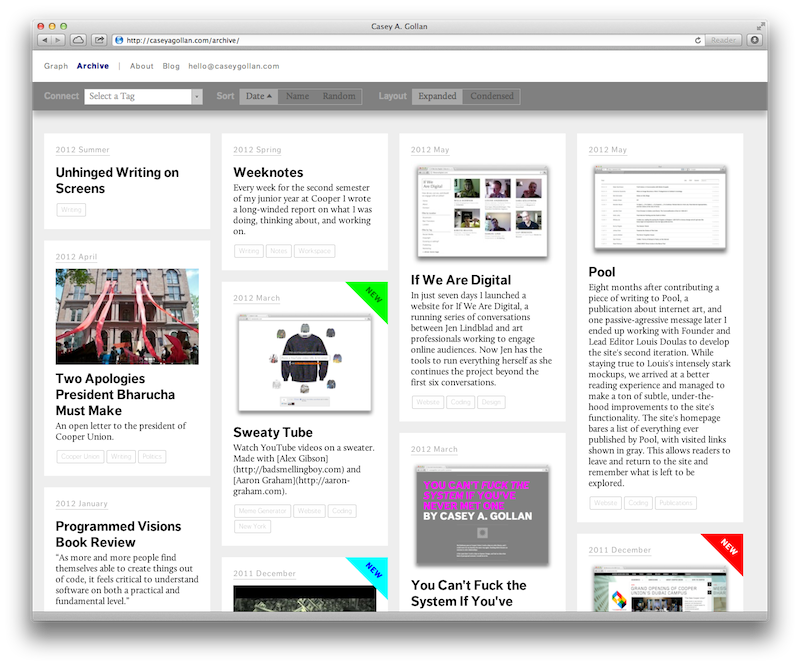 Casey A. Gollan
http://caseyagollan.com/archive/
Reader
Graph Archive | About Blog hello@caseygollan.com
Connect Select a Tag Sort Date Name Random Layout Expanded Condensed
2012 Summer
Unhinged Writing on
Screens
Writing
2012 April
Two Apologies
President Bharucha
Must Make
An open letter to the president of
Cooper Union.
Cooper Union Writing Politics
2012 January
Programmed Visions
Book Review
"As more and more people find
themselves able to create things out
of code, it feels critical to understand
software on both a practical and
fundamental level."
2012 Spring
Weeknotes
Every week for the second semester
of my junior year at Cooper I wrote
a long-winded report on what I was
doing, thinking about, and working
on.
Writing Notes Workspace
2012 March
NEW
Sweaty Tube
Watch YouTube videos on a sweater.
Made with [Alex Gibson]
(http://badsmellingboy.com) and
[Aaron Graham](http://aaron-
graham.com).
Meme Generator Website Coding
New York
2011 December
NEW
2012 May
If We
Are Digital
If We Are Digital
In just seven days I launched a
website for If We Are Digital, a
running series of conversations
between Jen Lindblad and art
professionals working to engage
online audiences. Now Jen has the
tools to run everything herself as she
continues the project beyond the
first six conversations.
Website Coding Design
2012 March
YOU CAN'T FUCK THE
SYSTEM IF YOU'VE
NEVER MET ONE
BY CASEY A. GOLLAN
You Can't Fuck the
System If You've
2012 May
Pool
Eight months after contributing a
piece of writing to Pool, a
publication about internet art, and
one passive-agressive message later I
ended up working with Founder and
Lead Editor Louis Doulas to develop
the site's second iteration. While
staying true to Louis's intensely stark
mockups, we arrived at a better
reading experience and managed to
make a ton of subtle, under-the-
hood improvements to the site's
functionality. The site's homepage
bares a list of everything ever
published by Pool, with visited links
shown in gray. This allows readers to
leave and return to the site and
remember what is left to be
explored.
Website Coding Publications
2011 December
NEW
GRAND OPENING OF COOPER
UNION'S DUBAI CAMPUS